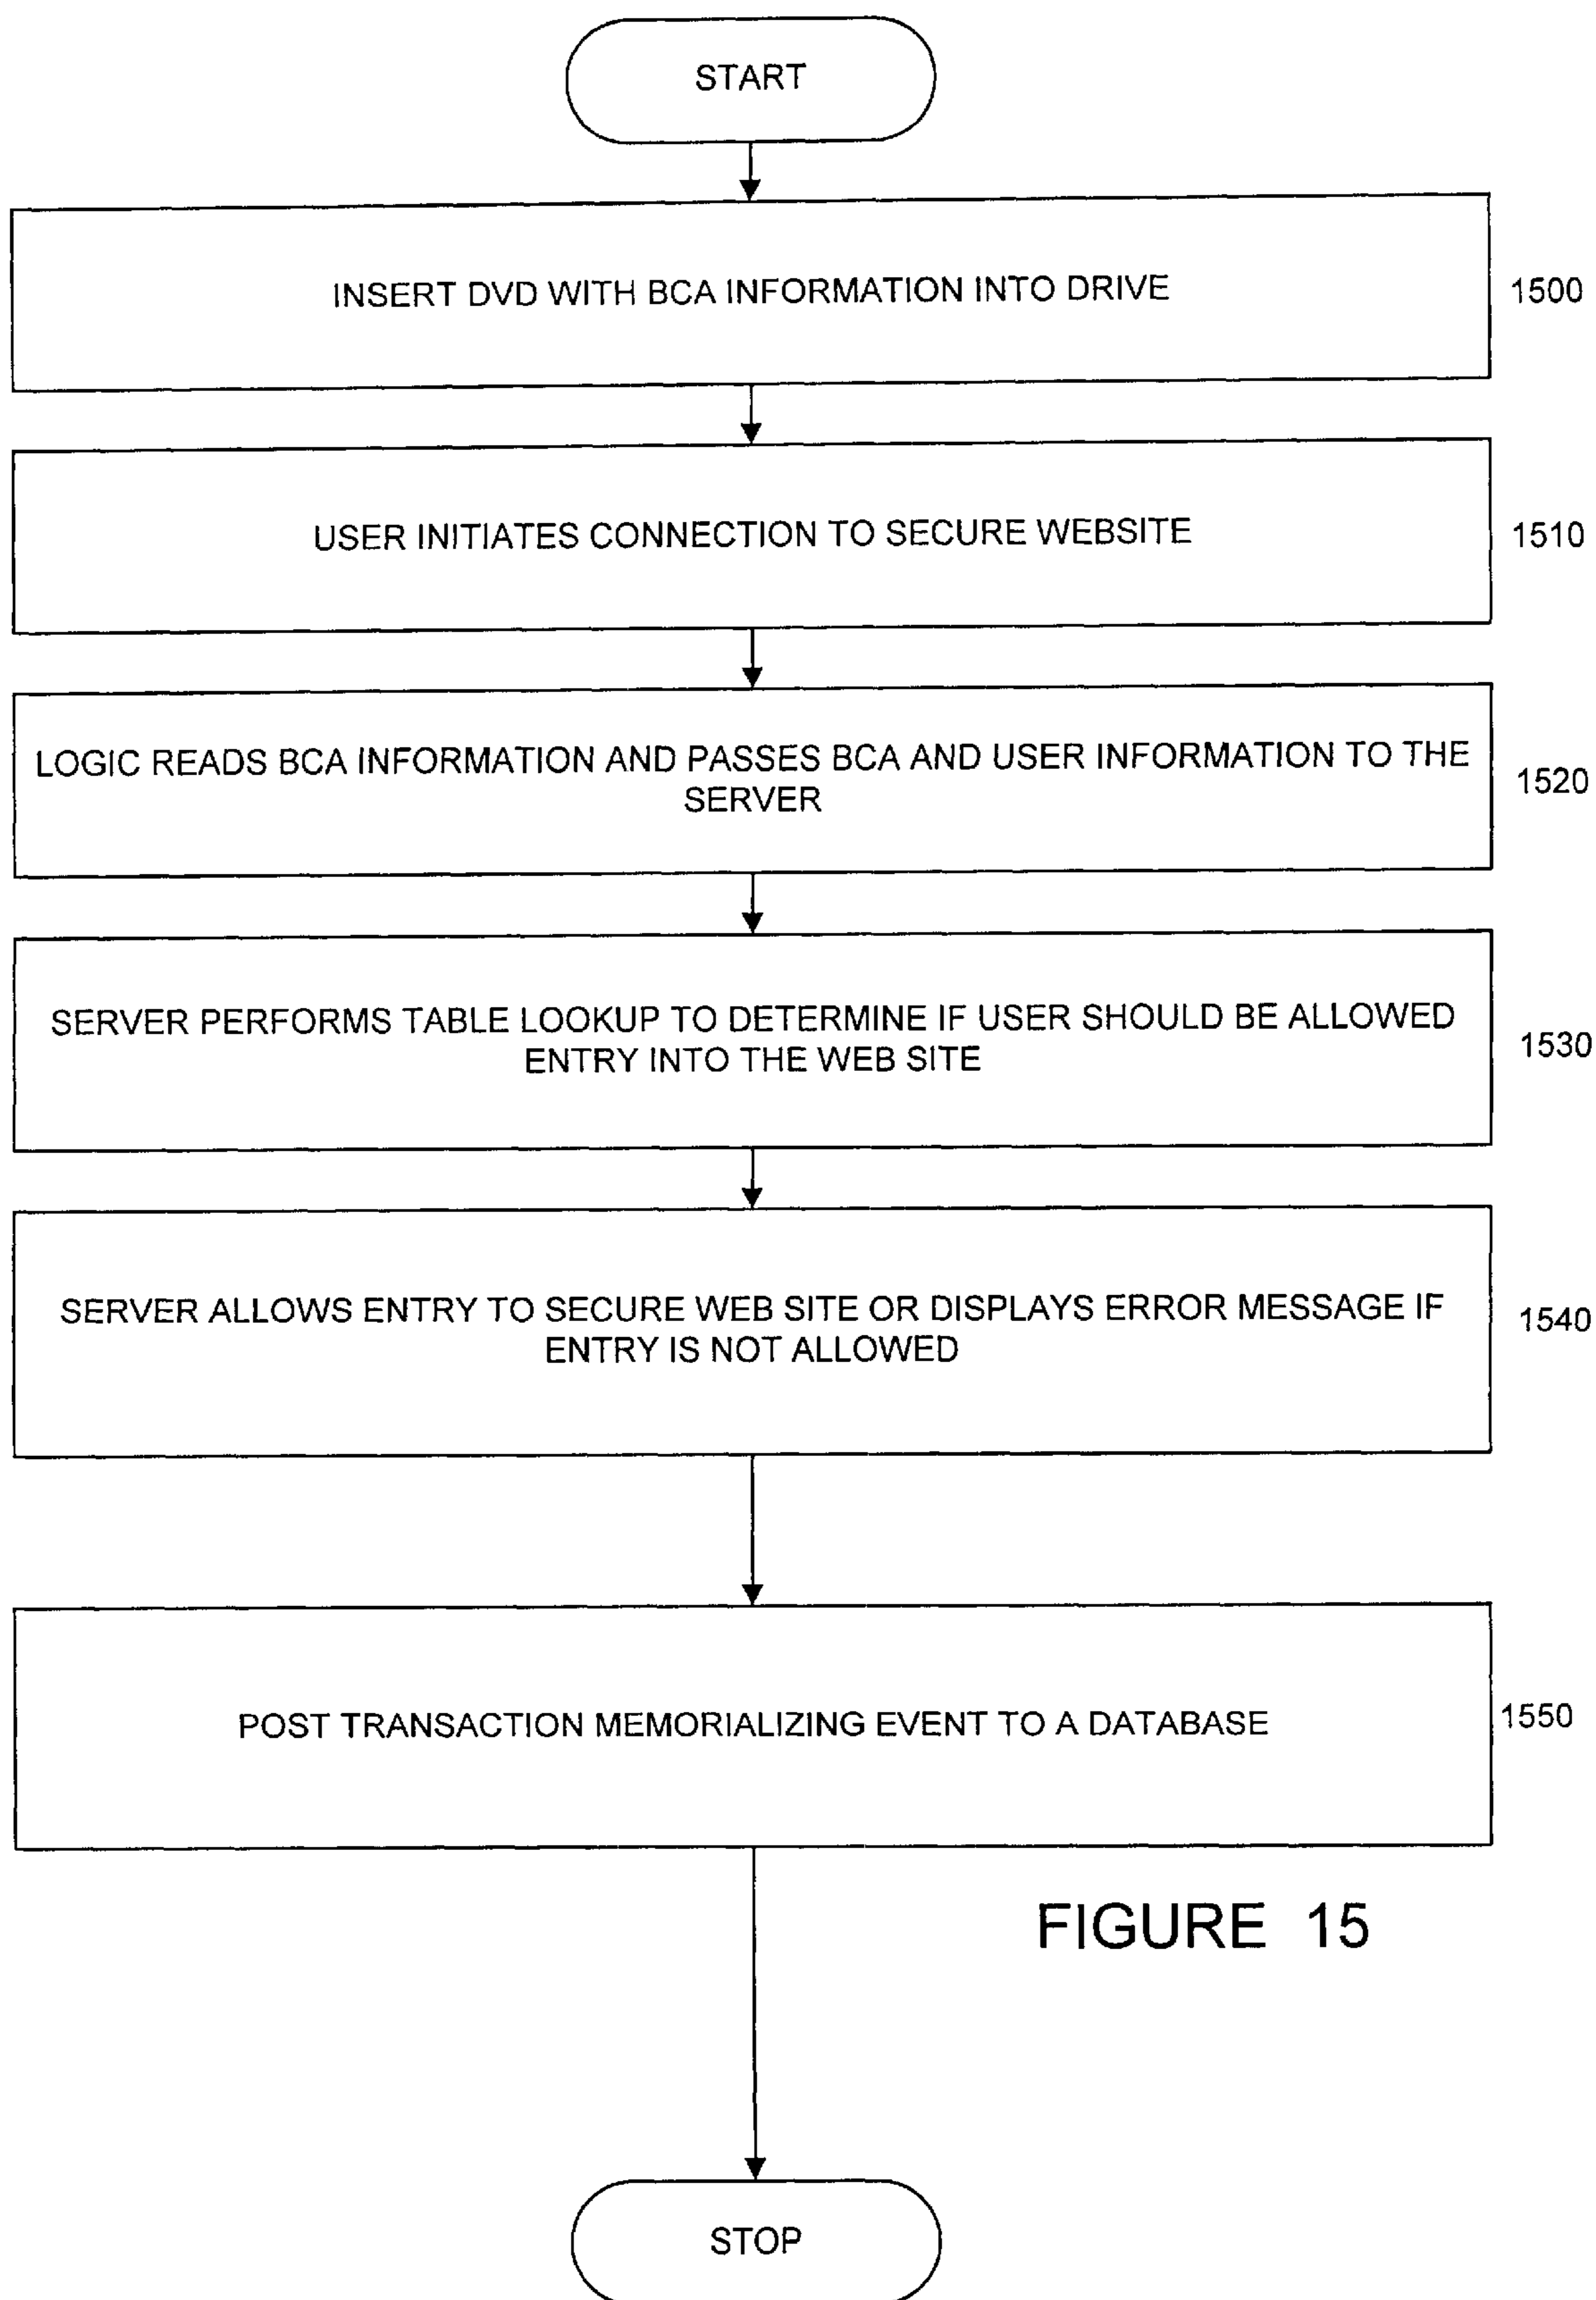 START
INSERT DVD WITH BCA INFORMATION INTO DRIVE
1500
USER INITIATES CONNECTION TO SECURE WEBSITE
1510
LOGIC READS BCA INFORMATION AND PASSES BCA AND USER INFORMATION TO THE
SERVER
1520
SERVER PERFORMS TABLE LOOKUP TO DETERMINE IF USER SHOULD BE ALLOWED
ENTRY INTO THE WEB SITE
1530
SERVER ALLOWS ENTRY TO SECURE WEB SITE OR DISPLAYS ERROR MESSAGE IF
ENTRY IS NOT ALLOWED
1540
POST TRANSACTION MEMORIALIZING EVENT TO A DATABASE
1550
FIGURE 15
STOP